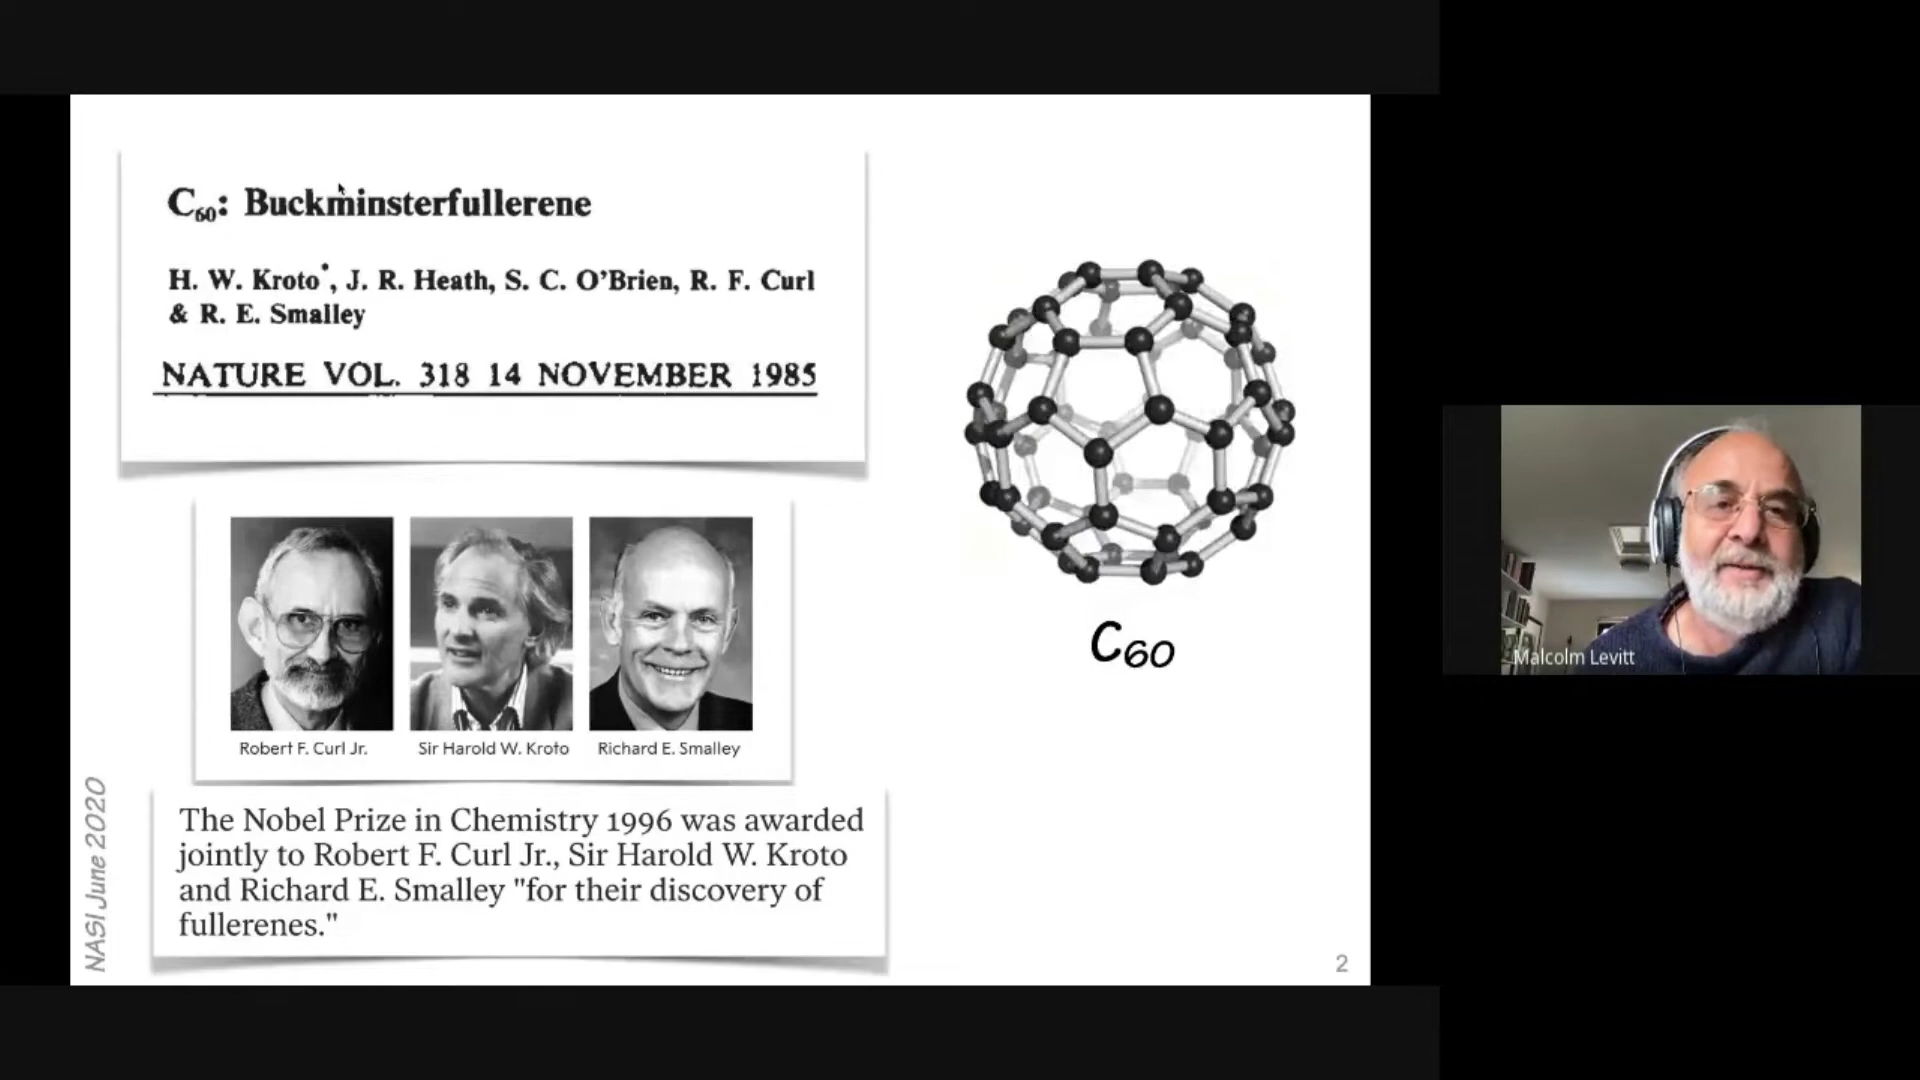 C₆₀: Buckminsterfullerene
H. W. Kroto*, J. R. Heath, S. C. O'Brien, R. F. Curl
& R. E. Smalley
NATURE VOL. 318 14 NOVEMBER 1985
Robert F. Curl Jr.
Sir Harold W. Kroto
Richard E. Smalley
The Nobel Prize in Chemistry 1996 was awarded
jointly to Robert F. Curl Jr., Sir Harold W. Kroto
and Richard E. Smalley "for their discovery of
fullerenes."
C₆₀
NASI June 2020
2
Malcolm Levitt